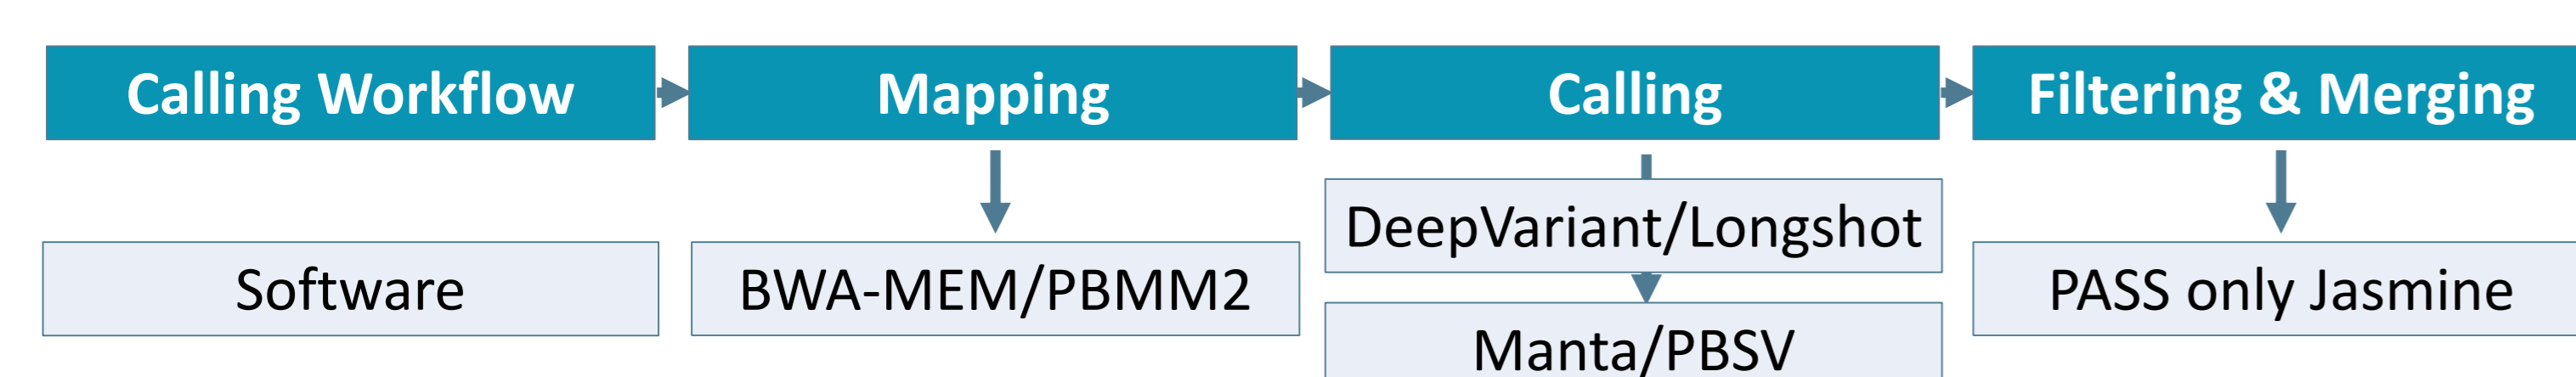 Calling Workflow
Mapping
Calling
Filtering & Merging
Software
BWA-MEM/PBMM2
DeepVariant/Longshot
Manta/PBSV
PASS only Jasmine